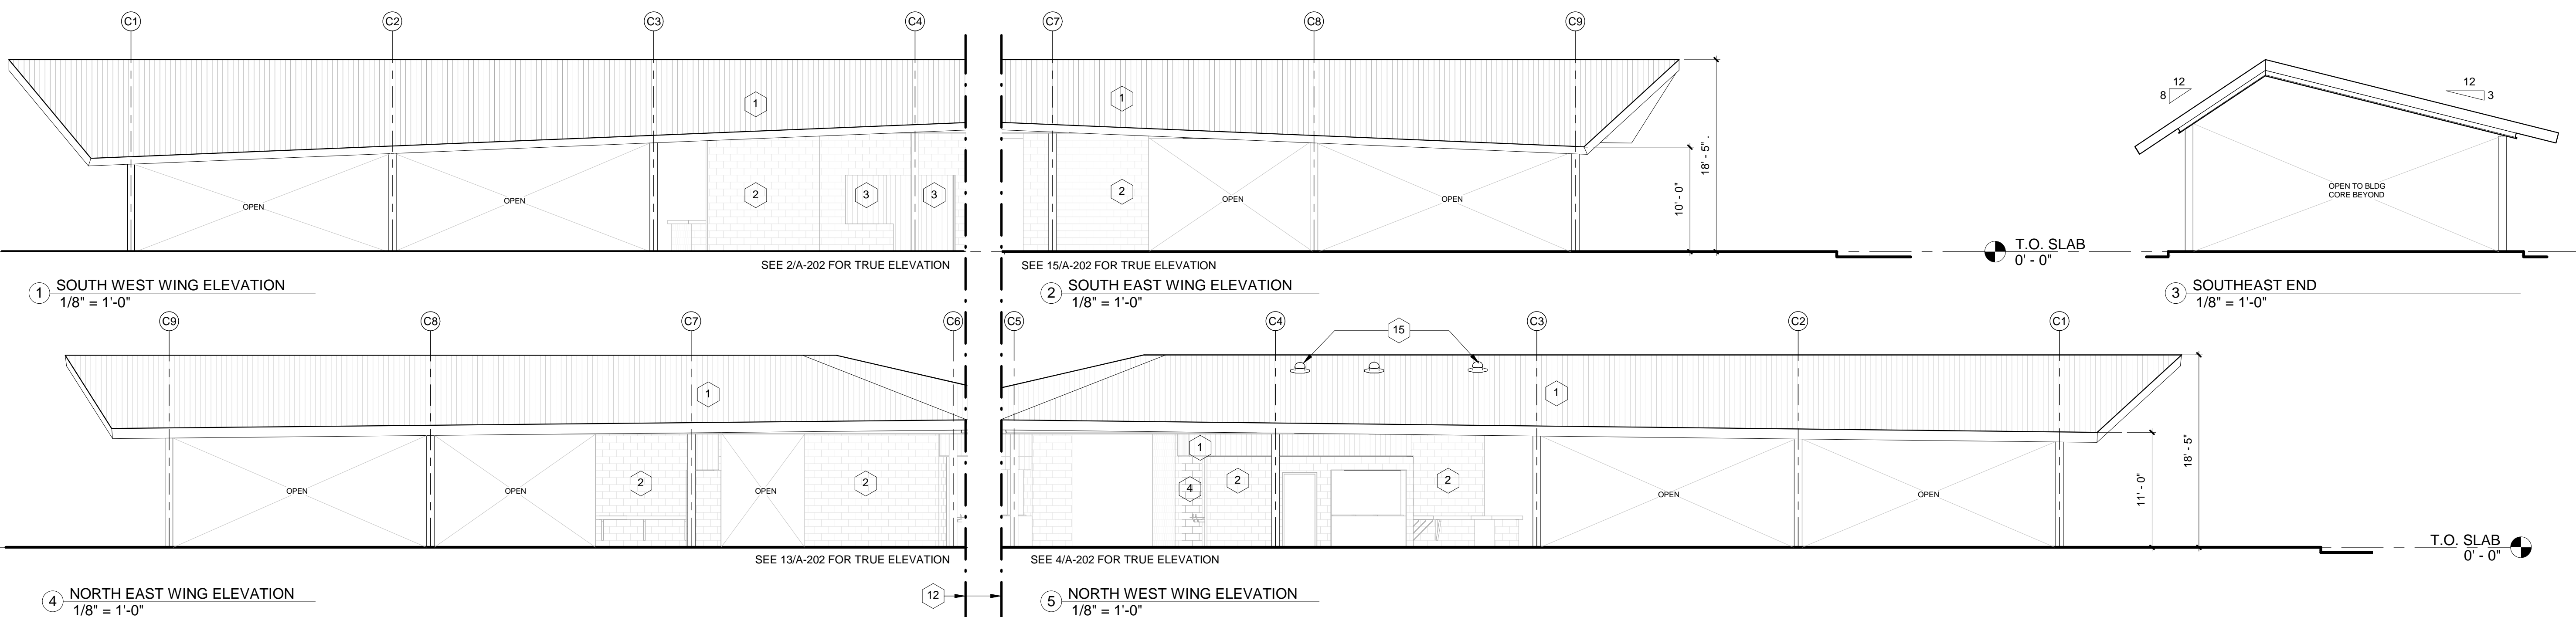 C1
C2
C3
C4
C7
C8
C9
1
1
12
8
12
3
2
3
3
2
OPEN
OPEN
OPEN
OPEN
10' - 0"
18' - 5"
OPEN TO BLDG
CORE BEYOND
T.O. SLAB
0' - 0"
SEE 2/A-202 FOR TRUE ELEVATION
SEE 15/A-202 FOR TRUE ELEVATION
1 SOUTH WEST WING ELEVATION
1/8" = 1'-0"
2 SOUTH EAST WING ELEVATION
1/8" = 1'-0"
3 SOUTHEAST END
1/8" = 1'-0"
C9
C8
C7
C6
C5
C4
15
C3
C2
C1
1
1
1
2
2
4
2
2
OPEN
OPEN
OPEN
OPEN
OPEN
11' - 0"
18' - 5"
T.O. SLAB
0' - 0"
SEE 13/A-202 FOR TRUE ELEVATION
SEE 4/A-202 FOR TRUE ELEVATION
4 NORTH EAST WING ELEVATION
1/8" = 1'-0"
12
5 NORTH WEST WING ELEVATION
1/8" = 1'-0"